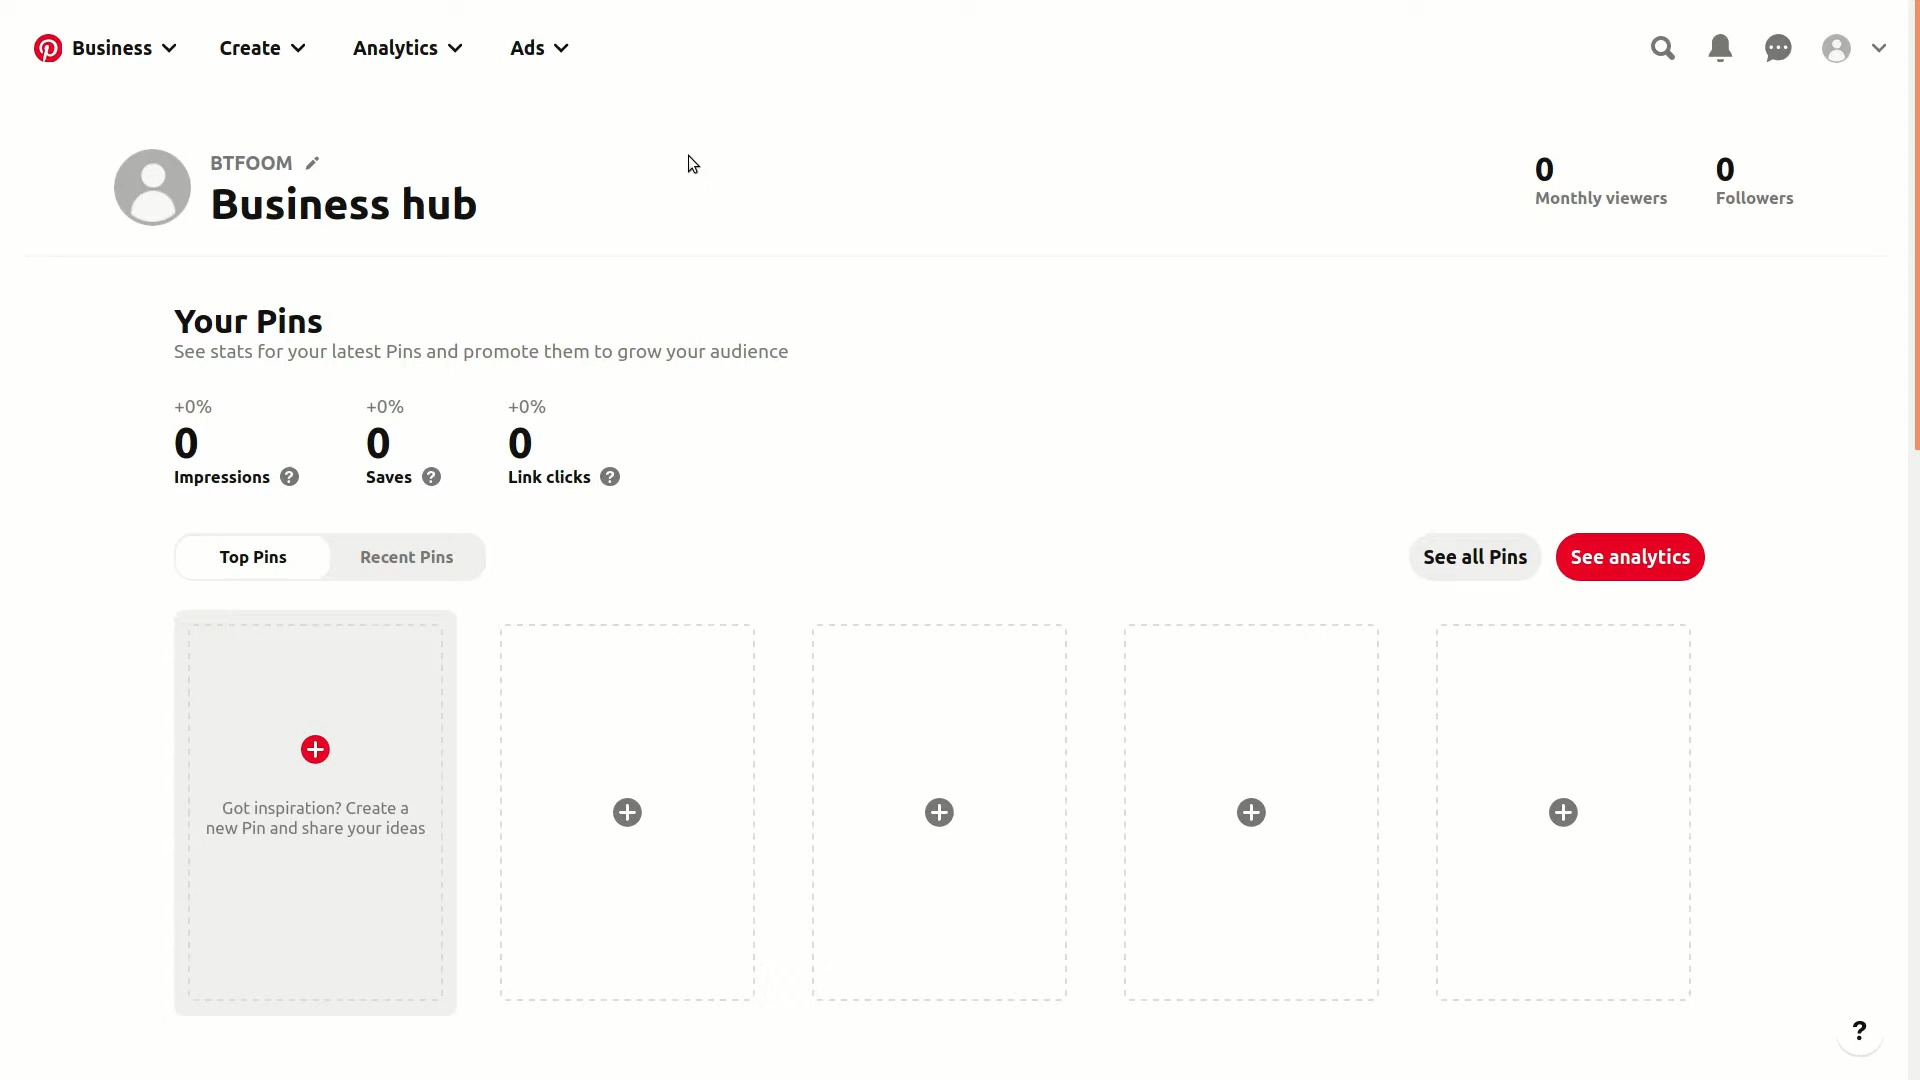 Business
Create
Analytics
Ads
BTFOOM
Business hub
0
Monthly viewers
0
Followers
Your Pins
See stats for your latest Pins and promote them to grow your audience
+0%
0
Impressions ?
+0%
0
Saves ?
+0%
0
Link clicks ?
Top Pins
Recent Pins
See all Pins
See analytics
Got inspiration? Create a
new Pin and share your ideas
?